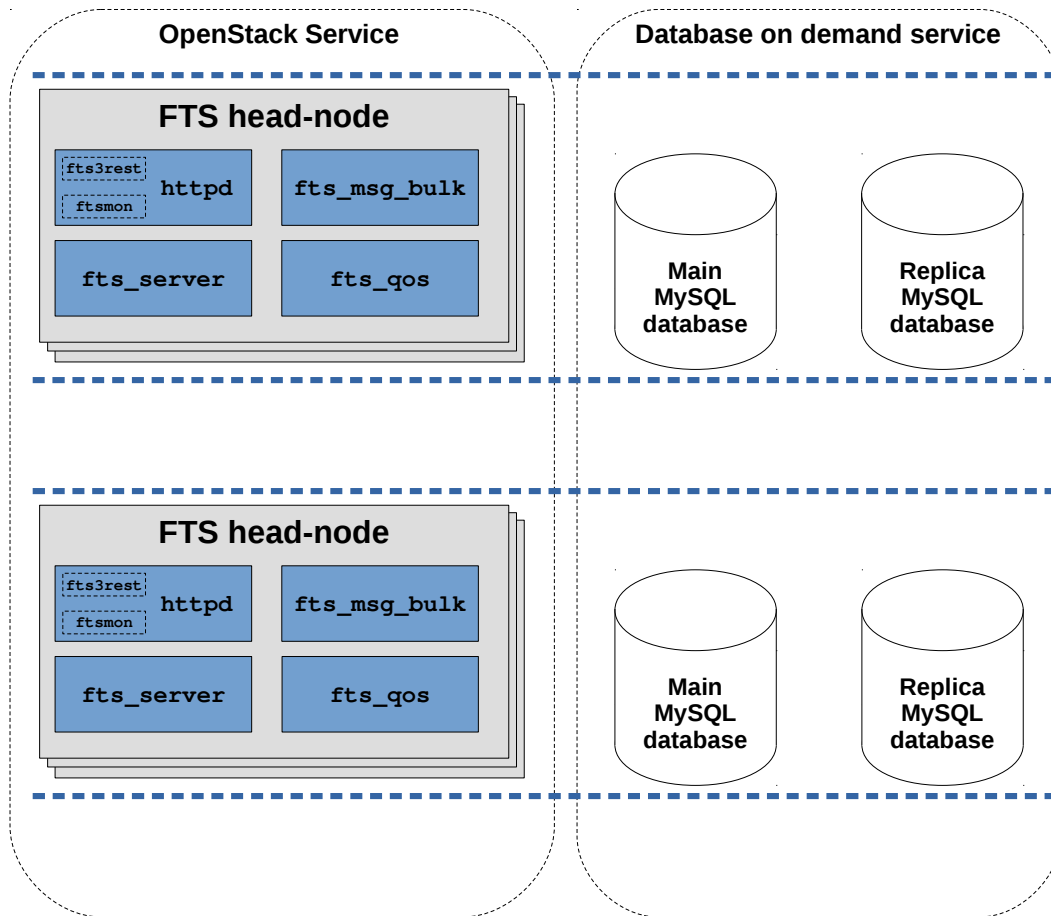 OpenStack Service
Database on demand service
FTS head-node
fts3rest
httpd
ftsmon
fts_msg_bulk
fts_server
fts_qos
Main
MySQL
database
Replica
MySQL
database
FTS head-node
fts3rest
httpd
ftsmon
fts_msg_bulk
fts_server
fts_qos
Main
MySQL
database
Replica
MySQL
database